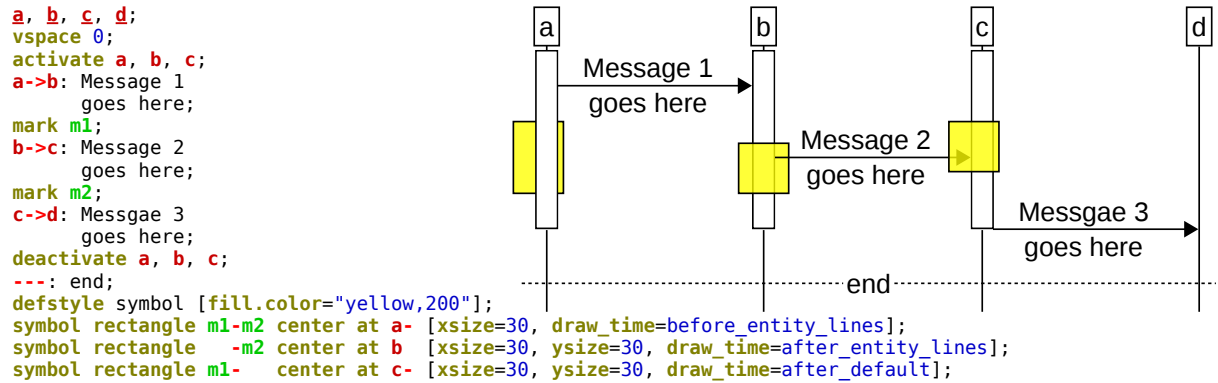 a, b, c, d;
vspace 0;
activate a, b, c;
a->b: Message 1
goes here;
mark m1;
b->c: Message 2
goes here;
mark m2;
c->d: Messgae 3
goes here;
deactivate a, b, c;
---: end;
defstyle symbol [fill.color="yellow,200"];
symbol rectangle m1-m2 center at a- [xsize=30, draw_time=before_entity_lines];
symbol rectangle -m2 center at b [xsize=30, ysize=30, draw_time=after_entity_lines];
symbol rectangle m1- center at c- [xsize=30, ysize=30, draw_time=after_default];
a b c d
Message 1
goes here
Message 2
goes here
Messgae 3
goes here
end